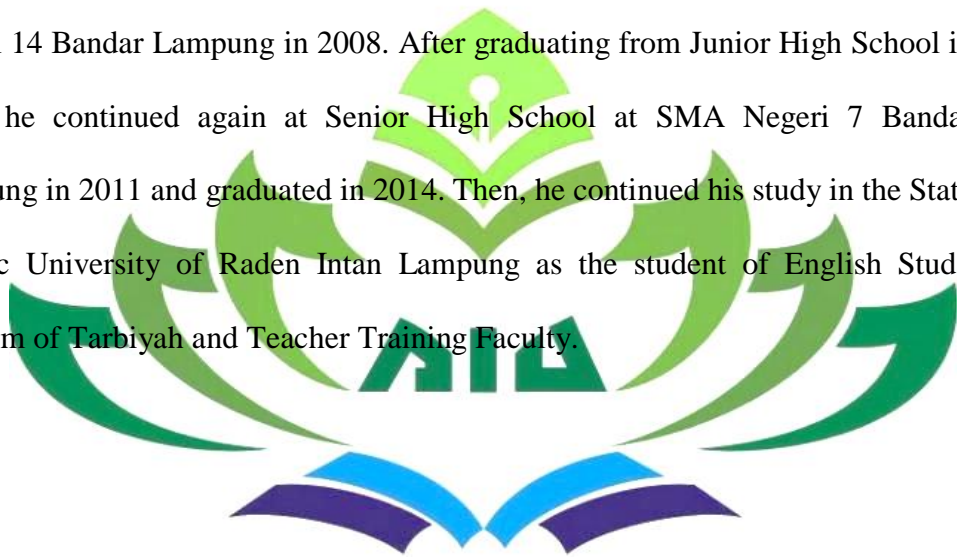 14 Bandar Lampung in 2008. After graduating from Junior High School i
he continued again at Senior High School at SMA Negeri 7 Banda
ung in 2011 and graduated in 2014. Then, he continued his study in the Stat
c University of Raden Intan Lampung as the student of English Stud
m of Tarbiyah and Teacher Training Faculty.